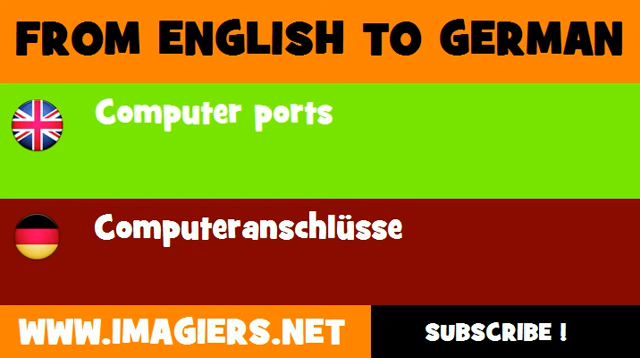 FROM ENGLISH TO GERMAN
Computer ports
Computeranschlüsse
WWW.IMAGIERS.NET
SUBSCRIBE !